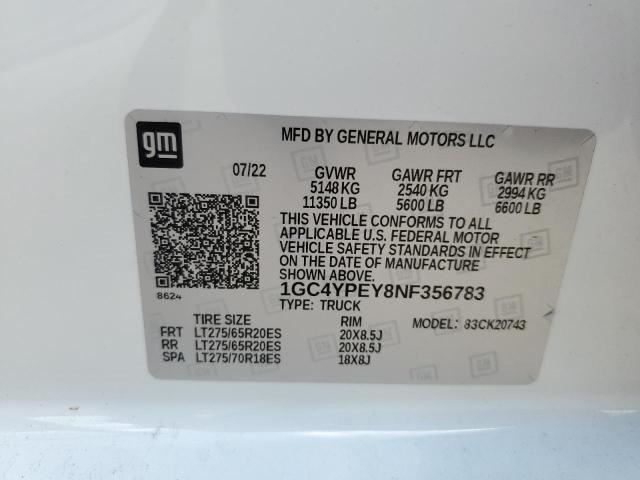 gm
MFD BY GENERAL MOTORS LLC
07/22 GVWR GAWR FRT GAWR RR
5148 KG 2540 KG 2994 KG
11350 LB 5600 LB 6600 LB
THIS VEHICLE CONFORMS TO ALL
APPLICABLE U.S. FEDERAL MOTOR
VEHICLE SAFETY STANDARDS IN EFFECT
ON THE DATE OF MANUFACTURE
SHOWN ABOVE.
8624
1GC4YPEY8NF356783
TYPE: TRUCK
TIRE SIZE RIM MODEL: 83CK20743
FRT LT275/65R20ES 20X8.5J
RR LT275/65R20ES 20X8.5J
SPA LT275/70R18ES 18X8J